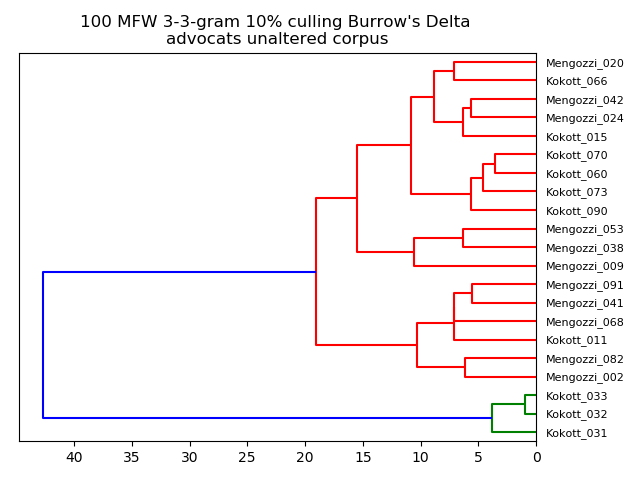 100 MFW 3-3-gram 10% culling Burrow's Delta
advocats unaltered corpus
Mengozzi_020
Kokott_066
Mengozzi_042
Mengozzi_024
Kokott_015
Kokott_070
Kokott_060
Kokott_073
Kokott_090
Mengozzi_053
Mengozzi_038
Mengozzi_009
Mengozzi_091
Mengozzi_041
Mengozzi_068
Kokott_011
Mengozzi_082
Mengozzi_002
Kokott_033
Kokott_032
Kokott_031
40 35 30 25 20 15 10 5 0